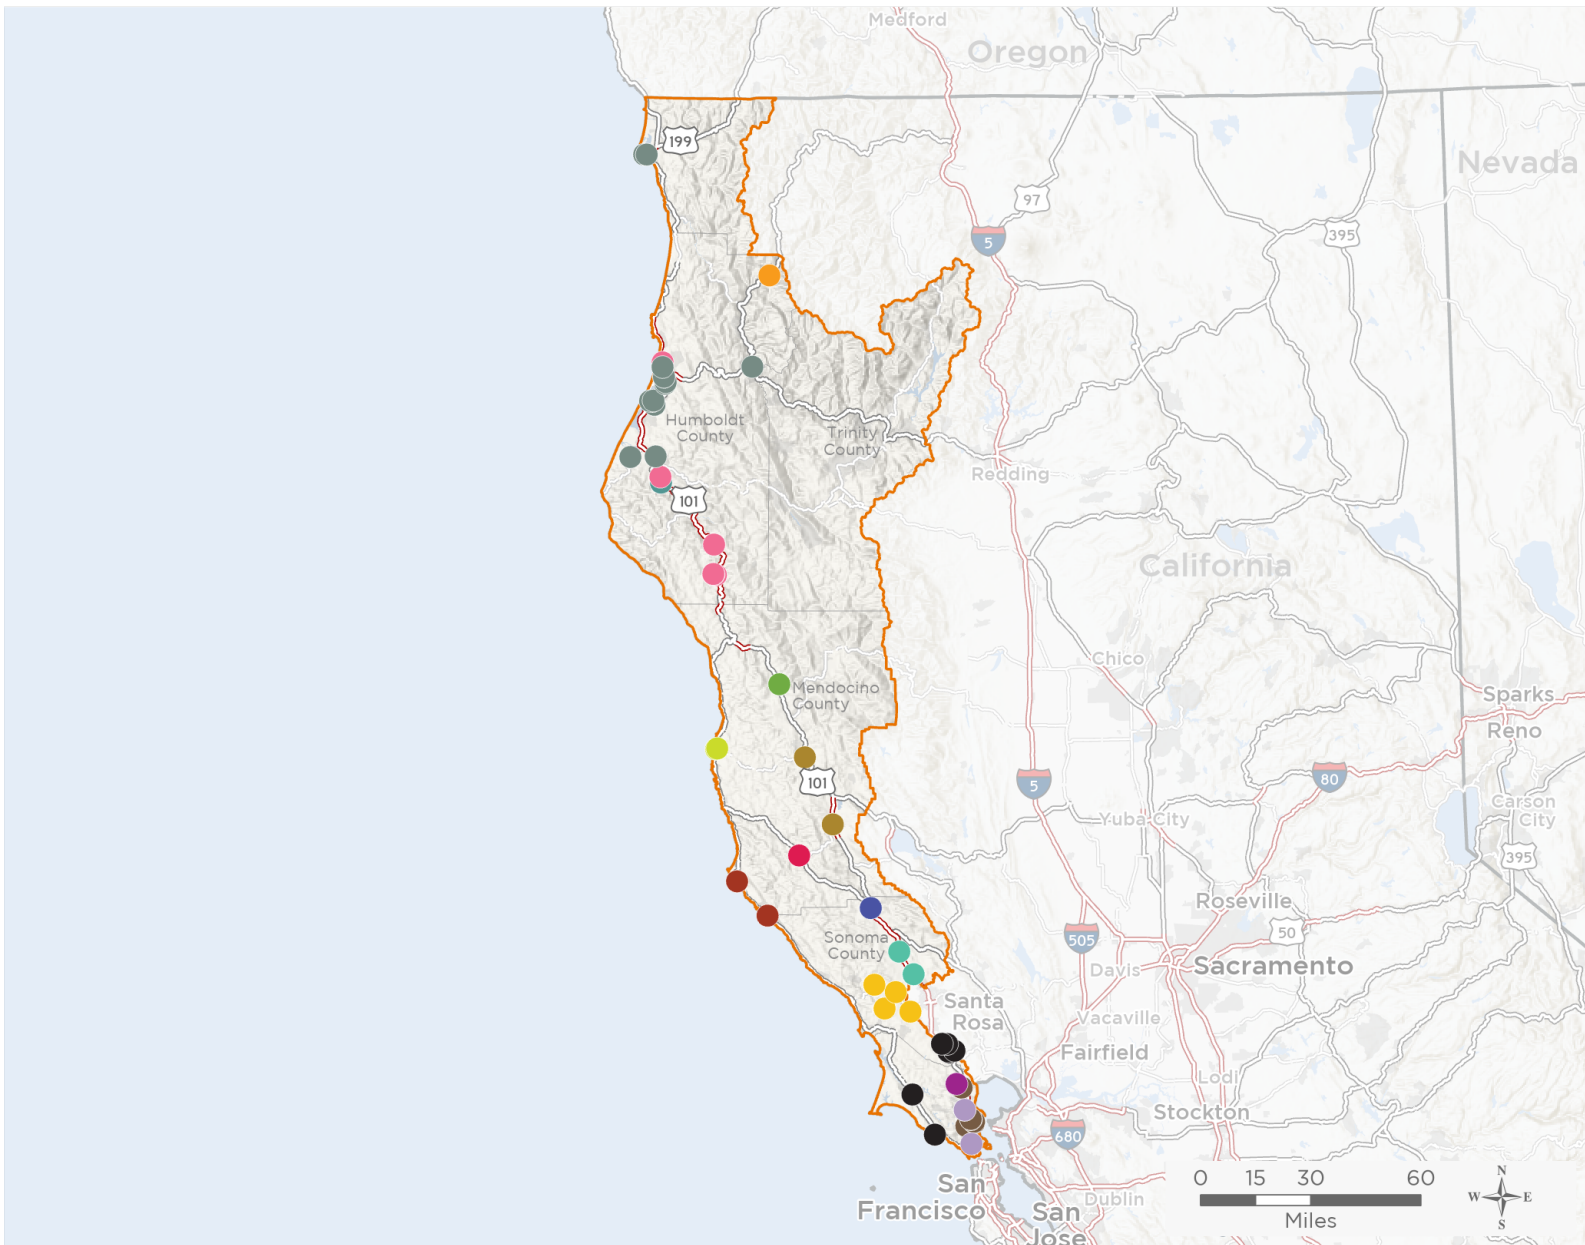 Medford
Oregon
199
Nevada
97
395
5
Humboldt
County
Trinity
County
Redding
101
California
Chico
Mendocino
County
Sparks
Reno
101
5
80
Carson
City
Yuba City
395
Roseville
50
Sonoma
County
505
Davis
Sacramento
Santa
Rosa
Vacaville
Fairfield
Lodi
Stockton
680
San
Francisco
Dublin
San
Jose
0 15 30 60
Miles
N
W E
S